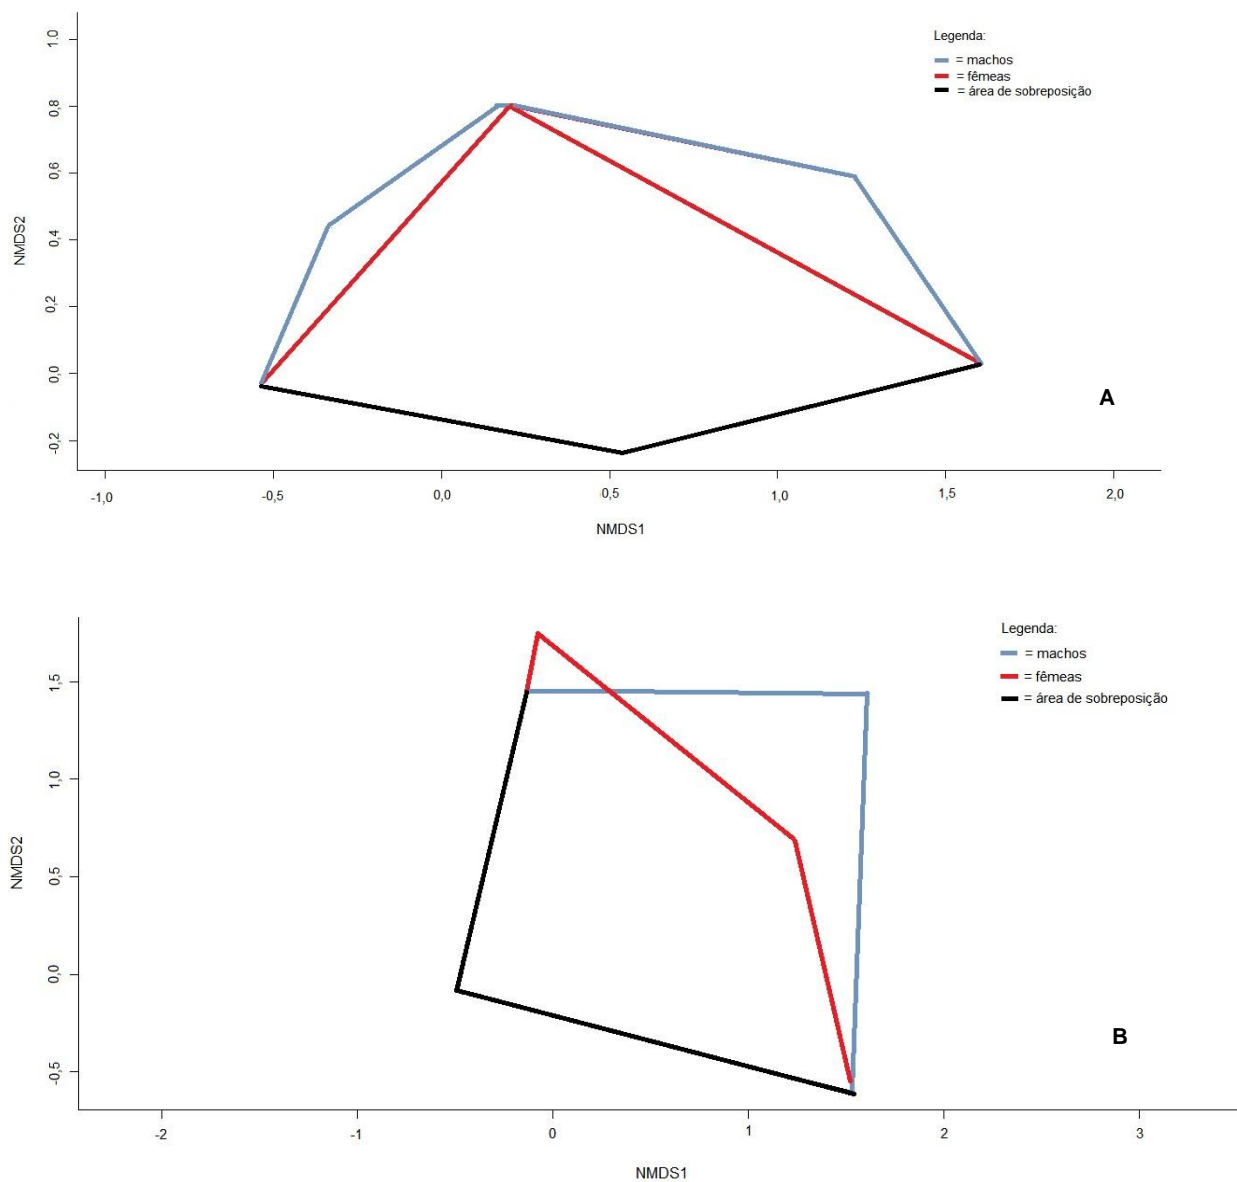 Legenda:
= machos
= fêmeas
= área de sobreposição
1.0
0,8
0,6
0,4
0,2
0,0
-0,2
NMDS2
A
-1,0
-0,5
0,0
0,5
1,0
1,5
2,0
NMDS1
Legenda:
= machos
= fêmeas
= área de sobreposição
1,5
1,0
0,5
0,0
-0,5
NMDS2
B
-2
-1
0
1
2
3
NMDS1